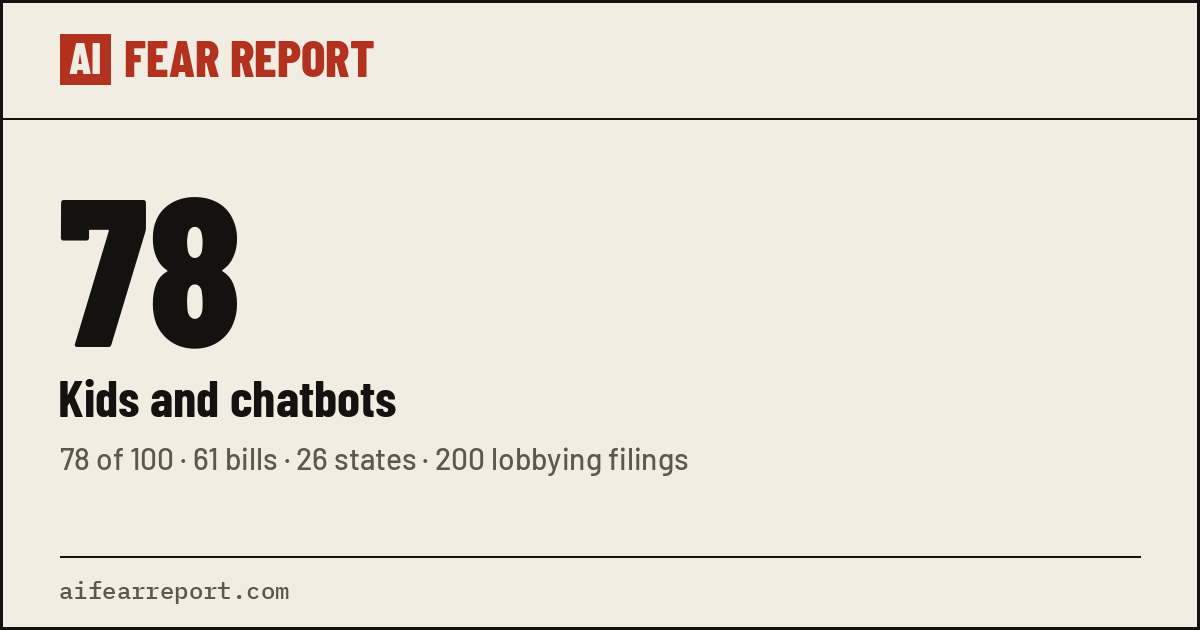 AI FEAR REPORT
78
Kids and chatbots
78 of 100 · 61 bills · 26 states · 200 lobbying filings
aifearreport.com